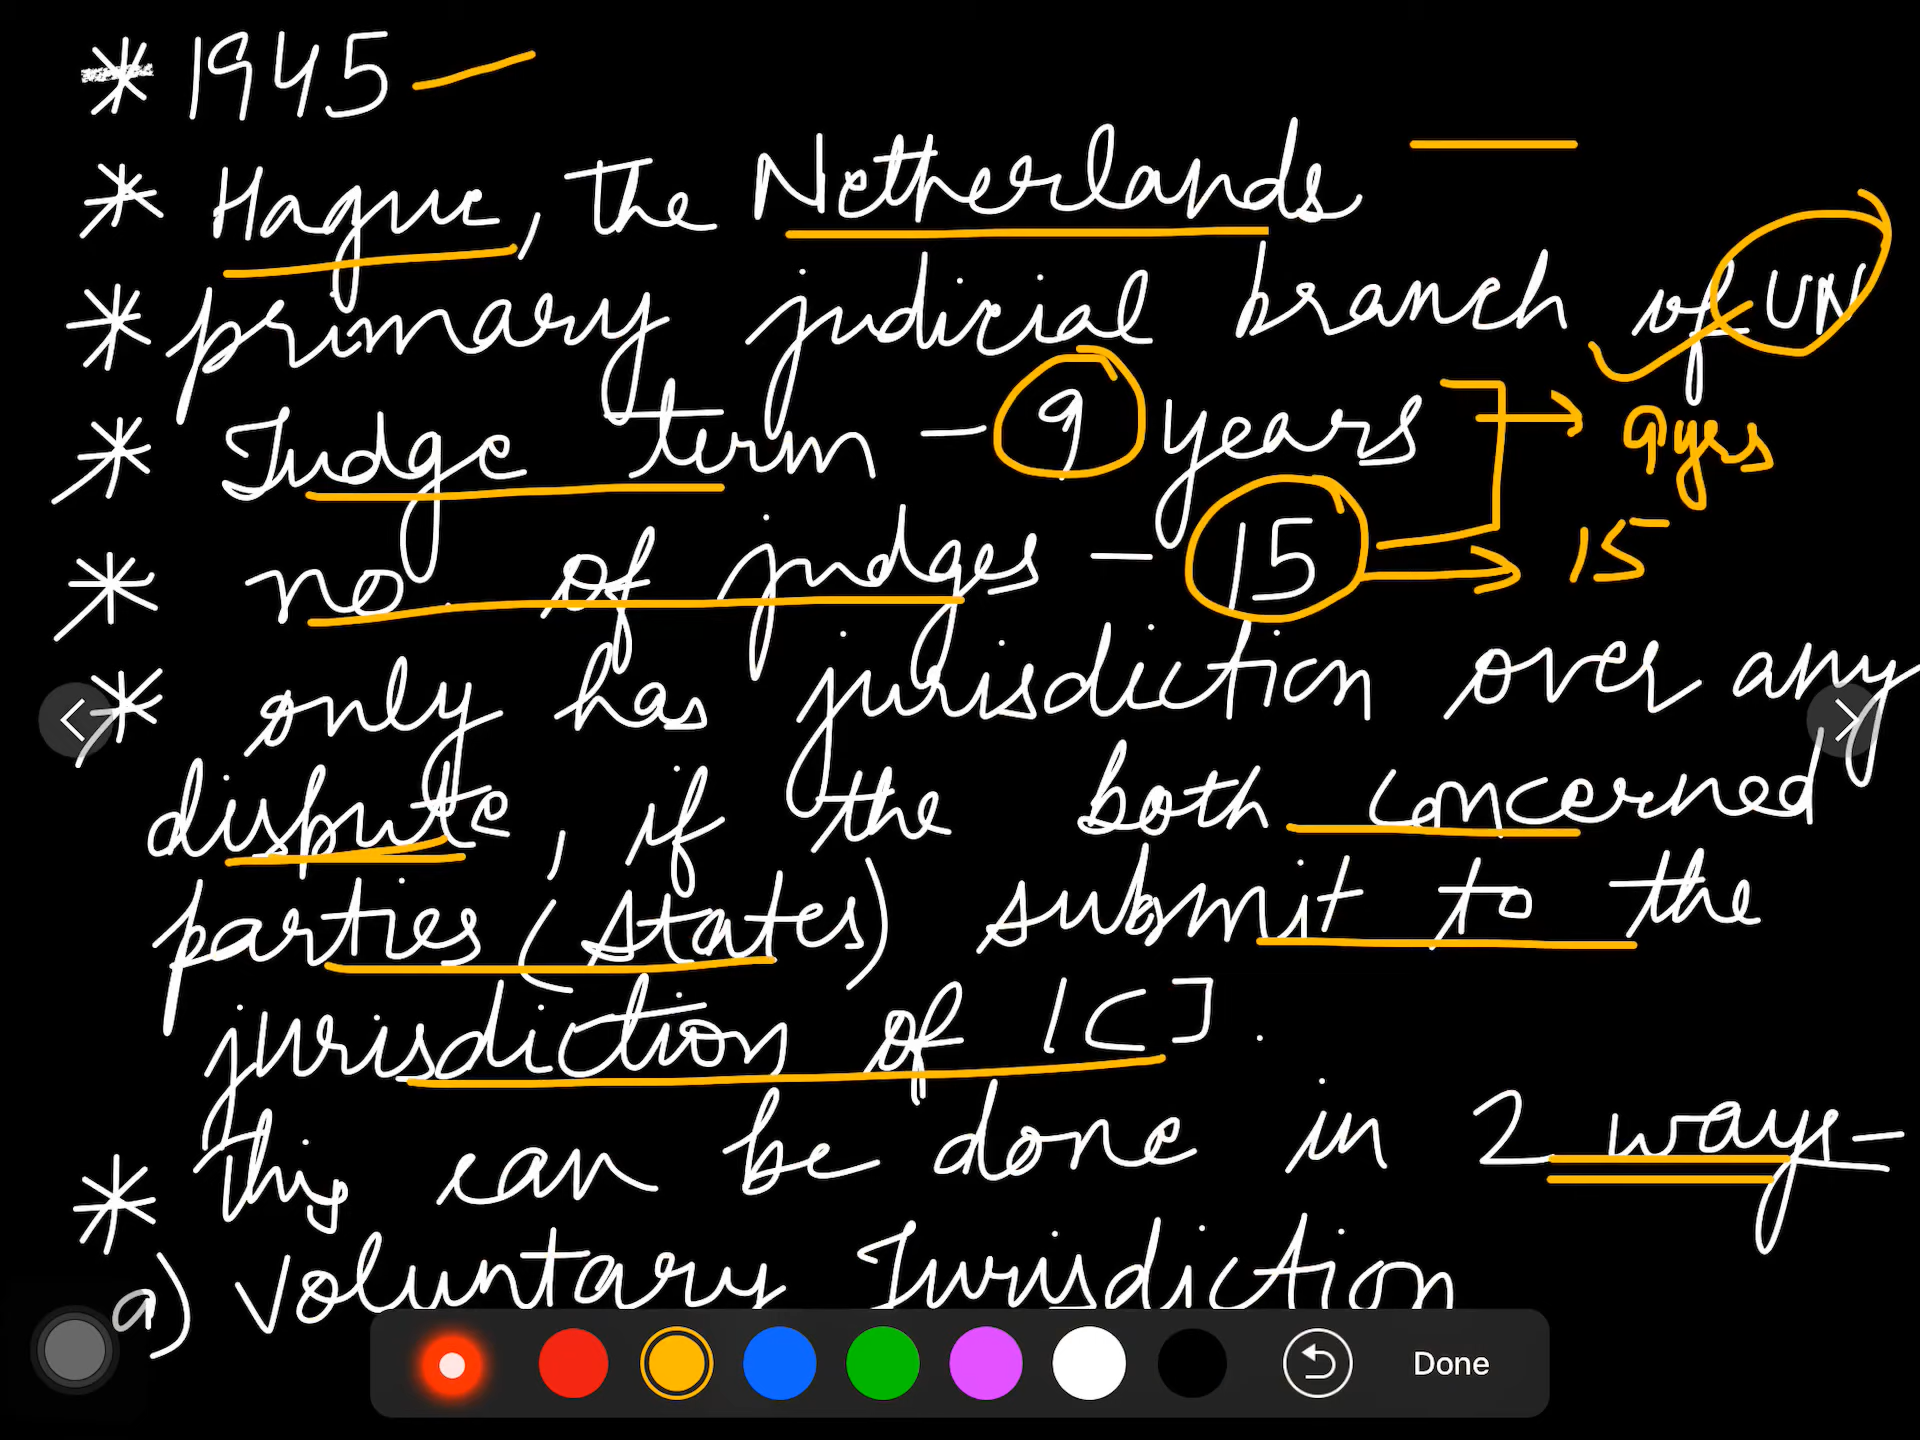 * 1945 —
* Hague, the Netherlands —
* primary judicial branch of UN
* Judge term - 9 years → 9yrs
* no. of judges - 15 → 15
* only has jurisdiction over any
dispute, if the both concerned
parties (States) submit to the
jurisdiction of ICJ.
* This can be done in 2 ways -
a) Voluntary Jurisdiction
Done